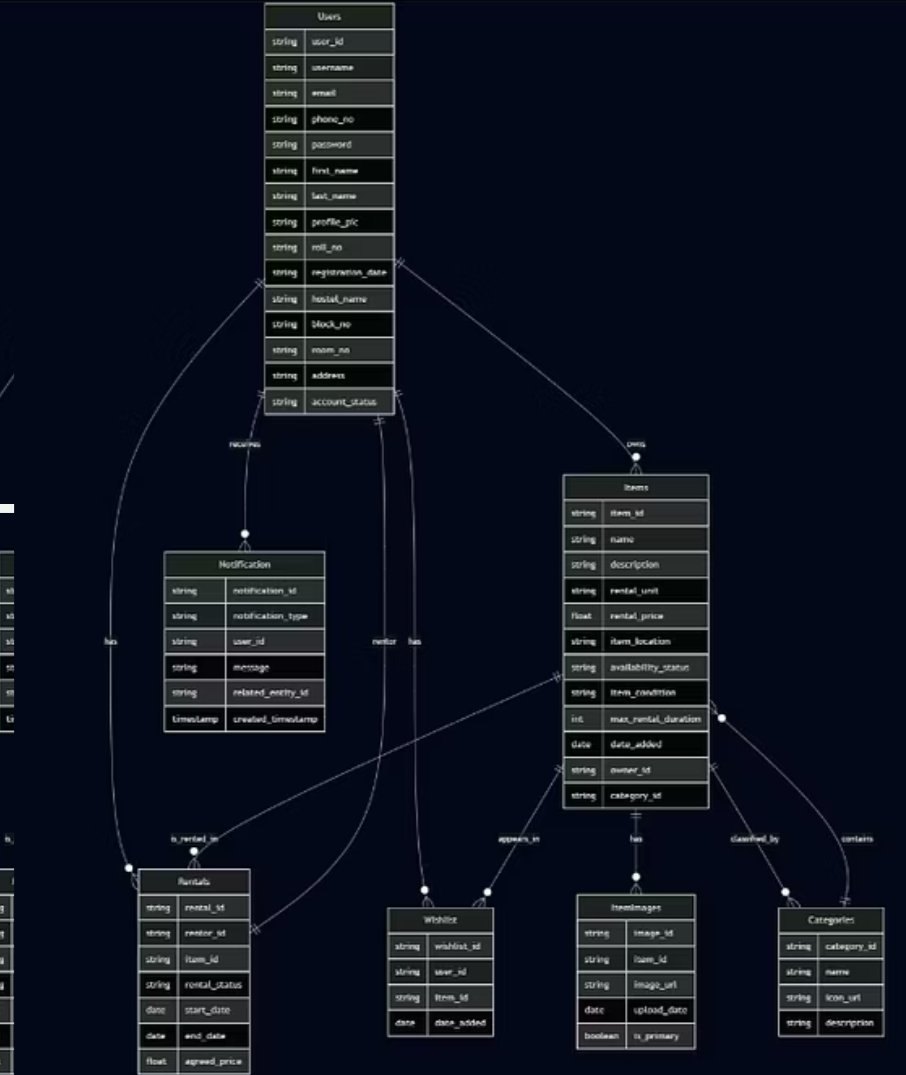 Users
string user_id
string username
string email
string phone_no
string password
string first_name
string last_name
string profile_pic
string roll_no
string registration_date
string hostel_name
string block_no
string room_no
string address
string account_status
receives
owns
Notification
string notification_id
string notification_type
string user_id
string message
string related_entity_id
timestamp created_timestamp
Items
string item_id
string name
string description
string rental_unit
float rental_price
string item_location
string availability_status
string item_condition
int max_rental_duration
date date_added
string owner_id
string category_id
has
rentor
has
is_rented_in
appears_in
has
classified_by
contains
Rentals
string rental_id
string rentor_id
string item_id
string rental_status
date start_date
date end_date
float agreed_price
Wishlist
string wishlist_id
string user_id
string item_id
date date_added
ItemImages
string image_id
string item_id
string image_url
date upload_date
boolean is_primary
Categories
string category_id
string name
string icon_url
string description